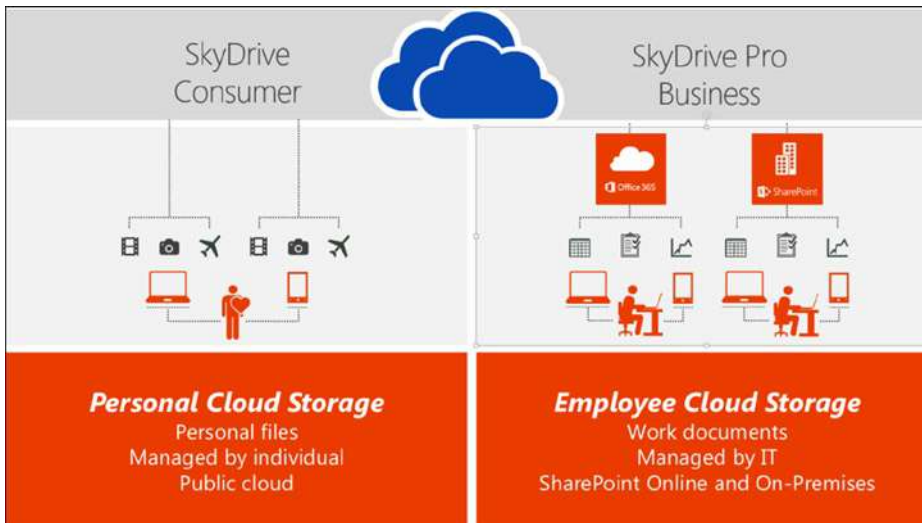 SkyDrive
Consumer
SkyDrive Pro
Business
Office 365
SharePoint
Personal Cloud Storage
Personal files
Managed by individual
Public cloud
Employee Cloud Storage
Work documents
Managed by IT
SharePoint Online and On-Premises